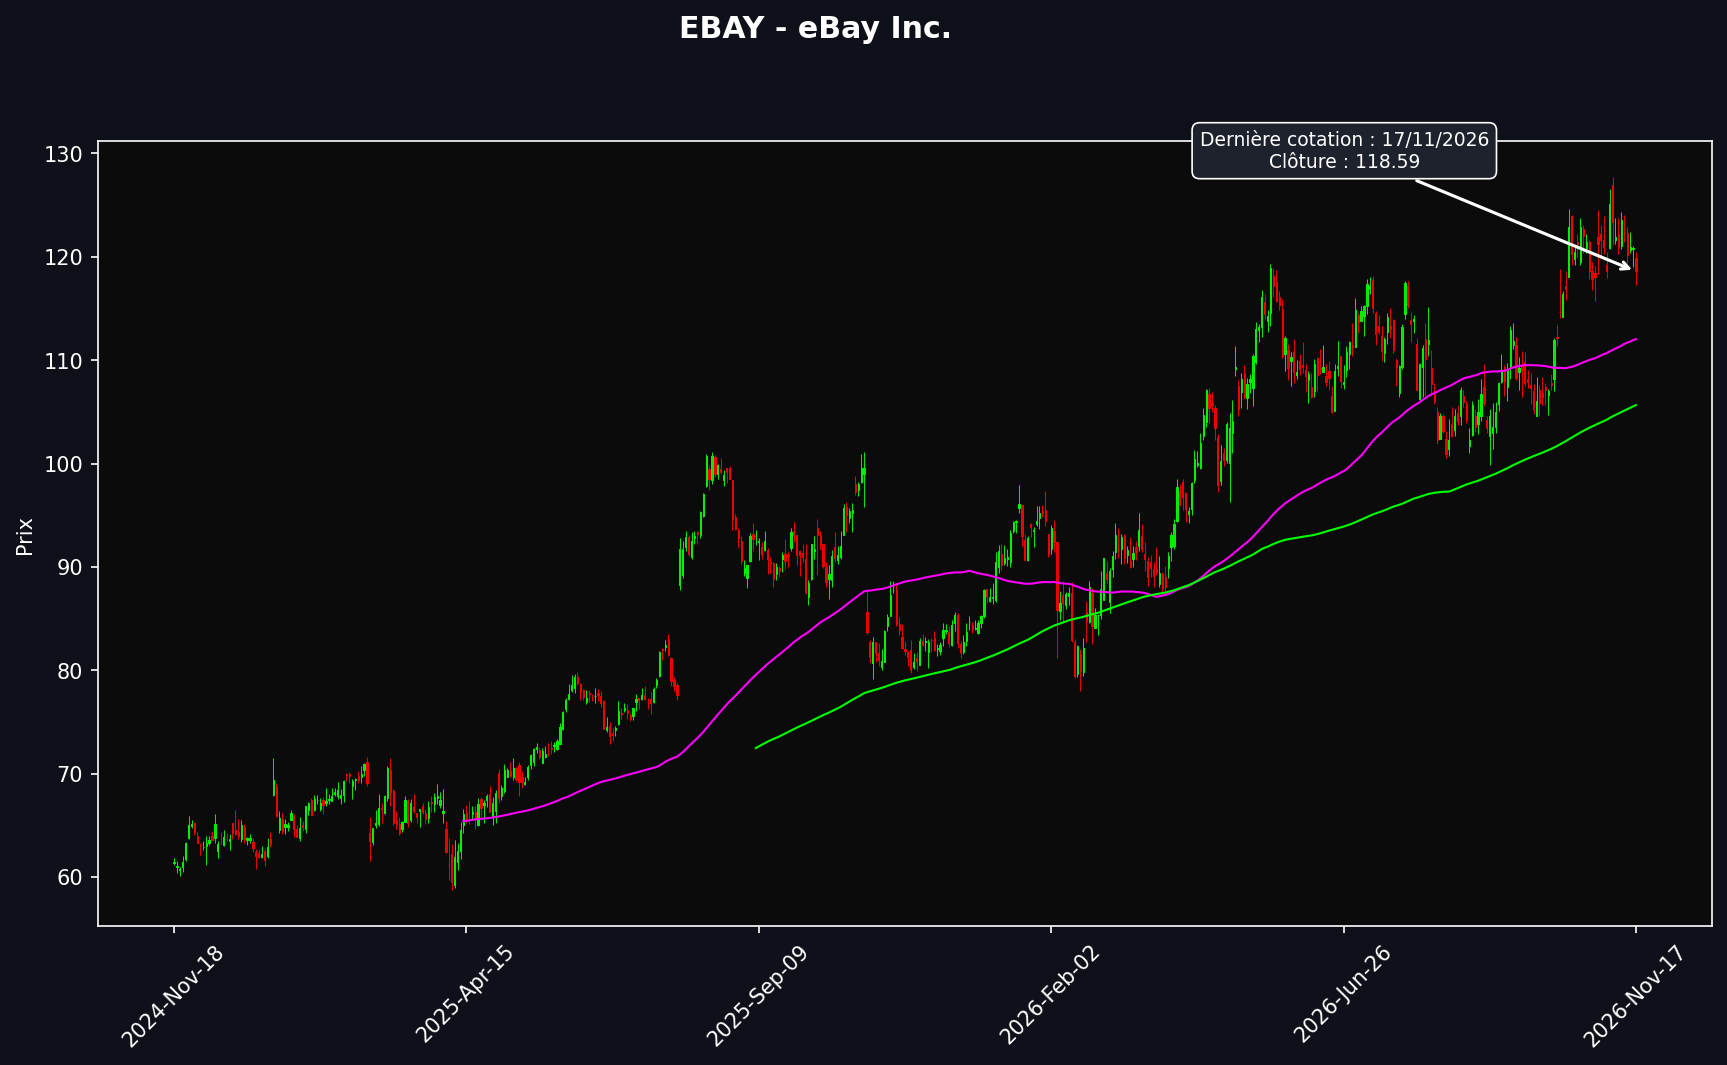 EBAY - eBay Inc.
Dernière cotation : 17/11/2026
Clôture : 118.59
Prix
130
120
110
100
90
80
70
60
2024-Nov-18
2025-Apr-15
2025-Sep-09
2026-Feb-02
2026-Jun-26
2026-Nov-17